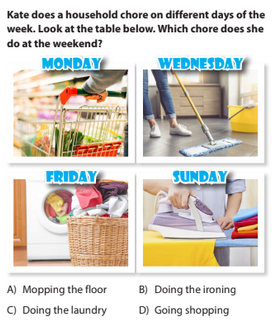 Kate does a household chore on different days of the
week. Look at the table below. Which chore does she
do at the weekend?
MONDAY
WEDNESDAY
FRIDAY
SUNDAY
A) Mopping the floor
B) Doing the ironing
C) Doing the laundry
D) Going shopping